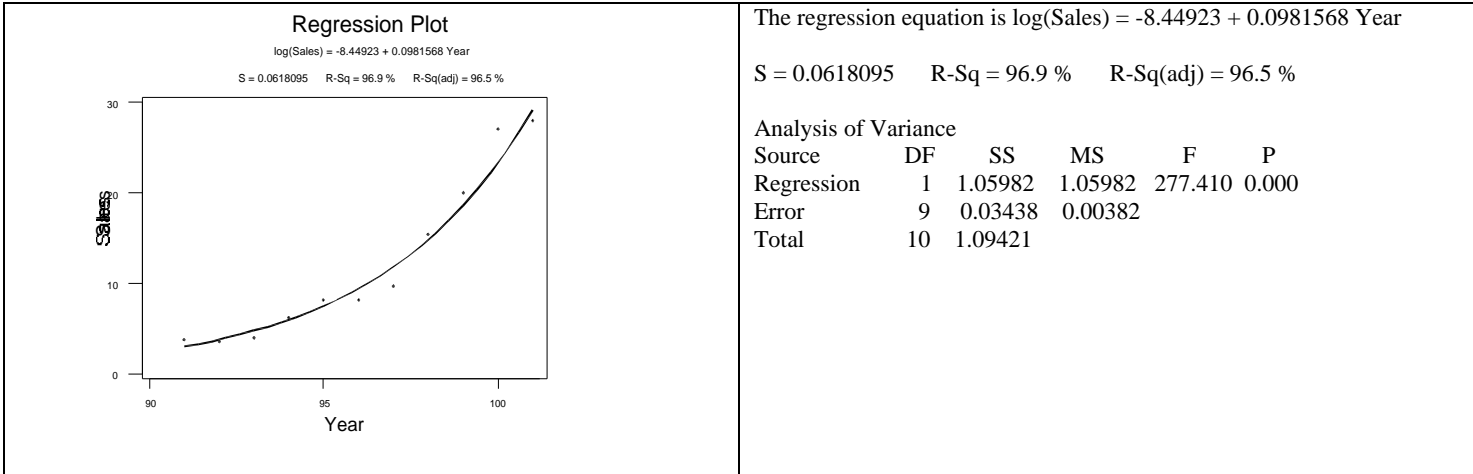 Regression Plot
log(Sales) = -8.44923 + 0.0981568 Year
S = 0.0618095 R-Sq = 96.9 % R-Sq(adj) = 96.5 %
30
20
10
0
Sales
90 95 100
Year
The regression equation is log(Sales) = -8.44923 + 0.0981568 Year
S = 0.0618095 R-Sq = 96.9 % R-Sq(adj) = 96.5 %
Analysis of Variance
Source DF SS MS F P
Regression 1 1.05982 1.05982 277.410 0.000
Error 9 0.03438 0.00382
Total 10 1.09421